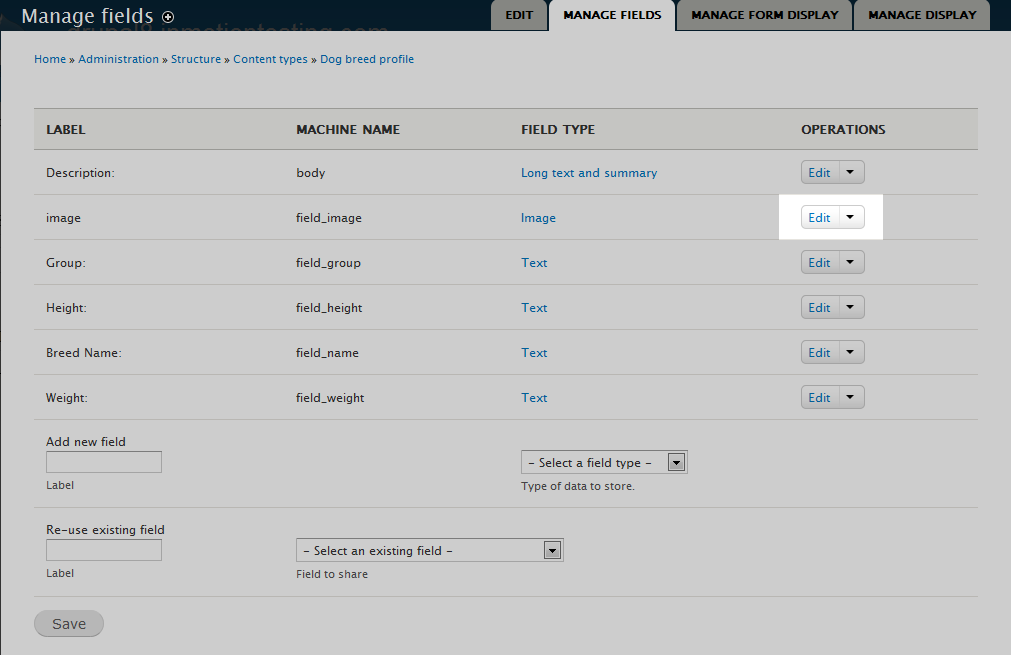 Manage fields
EDIT MANAGE FIELDS MANAGE FORM DISPLAY MANAGE DISPLAY
drupal8.inmotiontesting.com
Home » Administration » Structure » Content types » Dog breed profile
LABEL MACHINE NAME FIELD TYPE OPERATIONS
Description: body Long text and summary Edit
image field_image Image Edit
Group: field_group Text Edit
Height: field_height Text Edit
Breed Name: field_name Text Edit
Weight: field_weight Text Edit
Add new field
– Select a field type –
Label Type of data to store.
Re-use existing field
– Select an existing field –
Label Field to share
Save